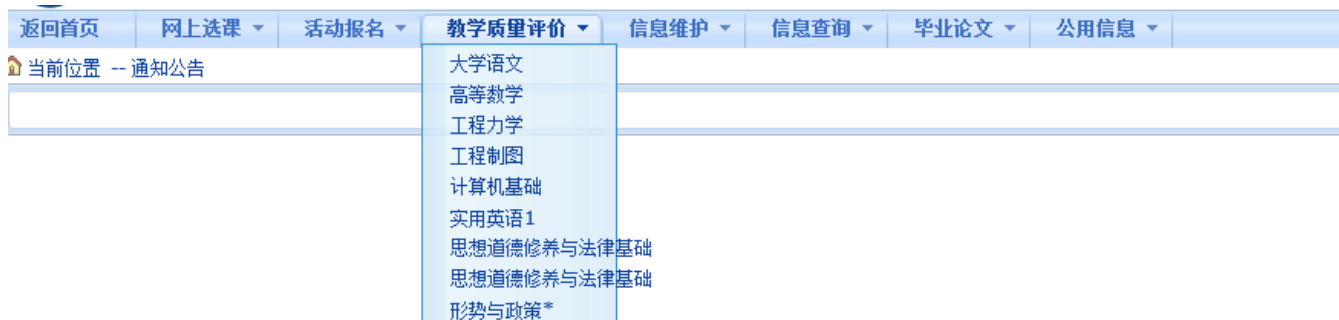 返回首页 网上选课 活动报名 教学质量评价 信息维护 信息查询 毕业论文 公用信息
当前位置 -- 通知公告
大学语文
高等数学
工程力学
工程制图
计算机基础
实用英语1
思想道德修养与法律基础
思想道德修养与法律基础
形势与政策*